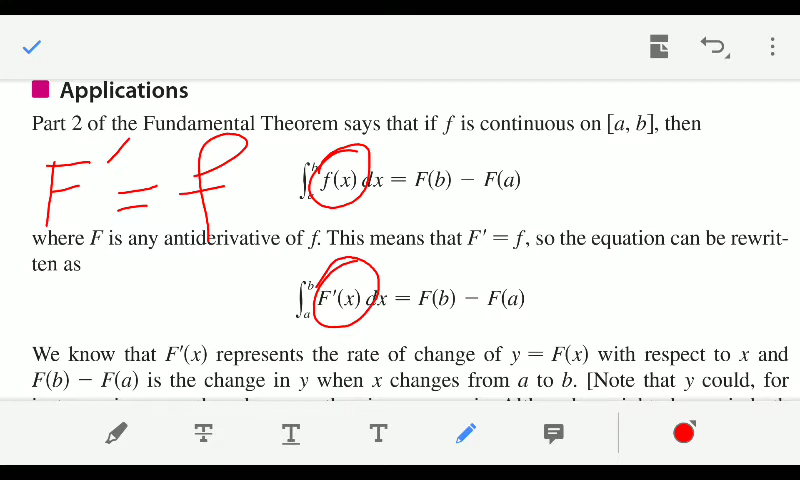 Applications
Part 2 of the Fundamental Theorem says that if f is continuous on [a, b], then
F' = f
∫ₐᵇ f(x) dx = F(b) − F(a)
where F is any antiderivative of f. This means that F′ = f, so the equation can be rewrit-
ten as
∫ₐᵇ F′(x) dx = F(b) − F(a)
We know that F′(x) represents the rate of change of y = F(x) with respect to x and
F(b) − F(a) is the change in y when x changes from a to b. [Note that y could, for
T
T
T